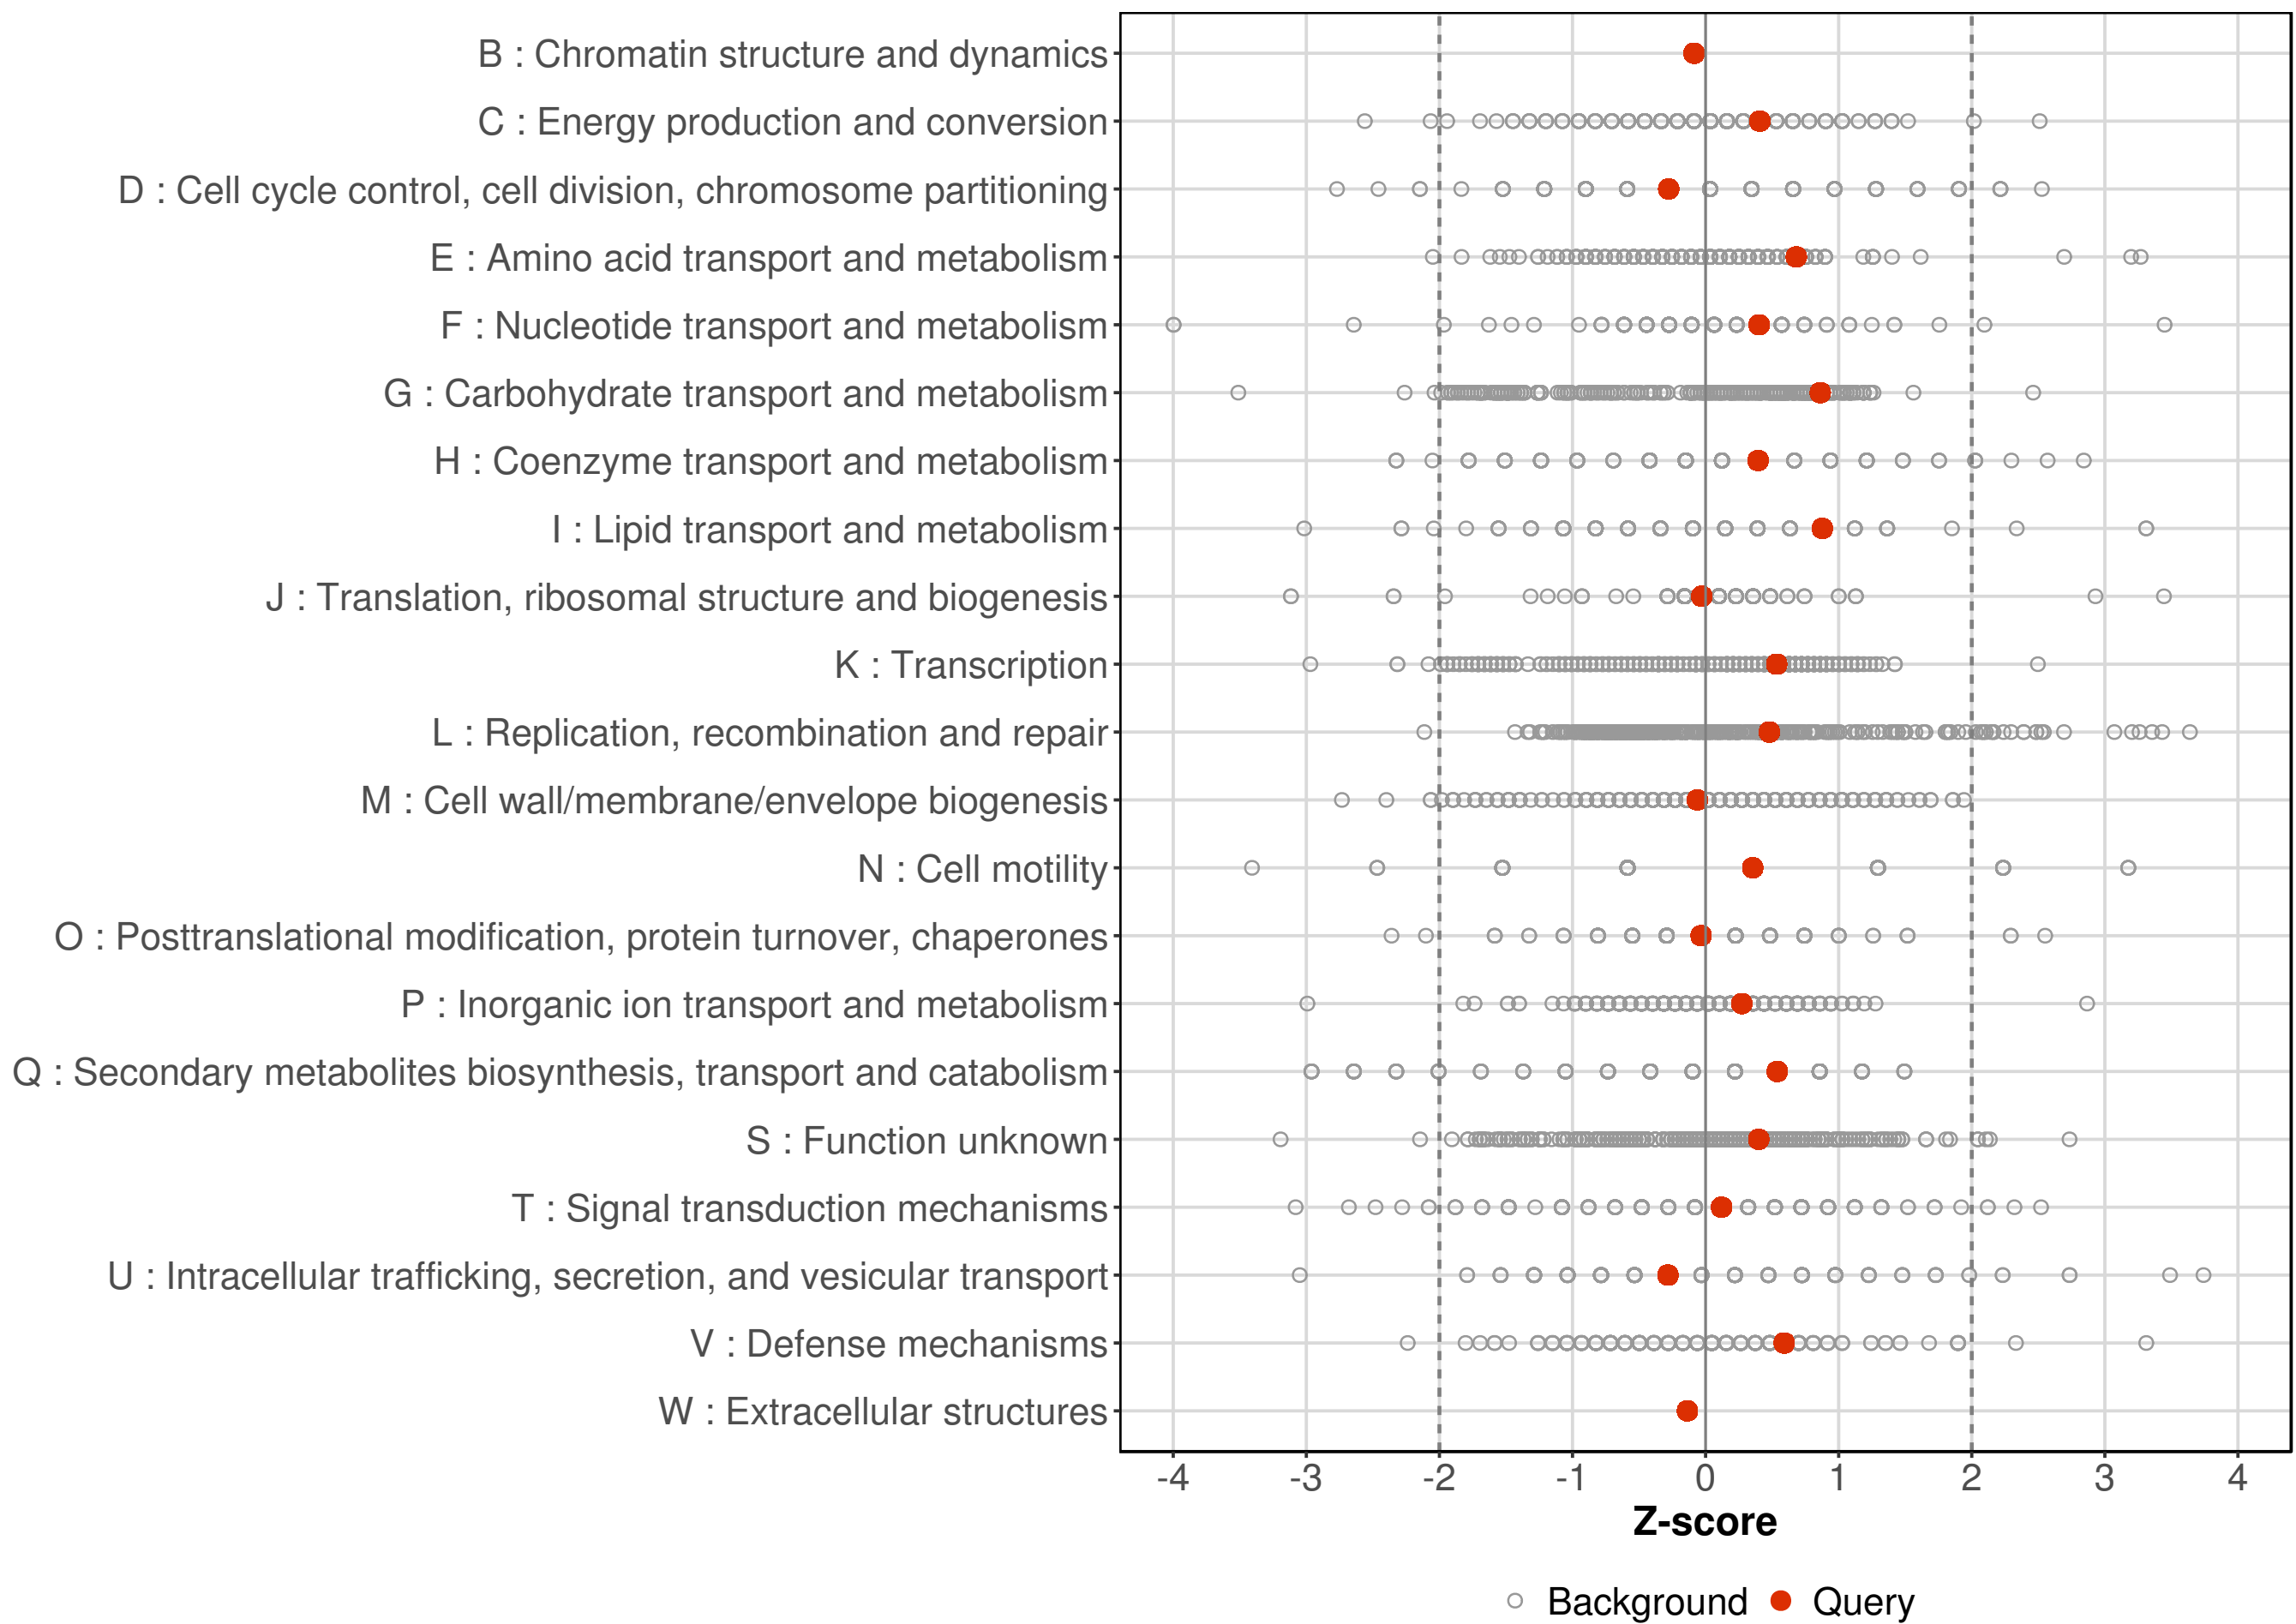 B : Chromatin structure and dynamics
C : Energy production and conversion
D : Cell cycle control, cell division, chromosome partitioning
E : Amino acid transport and metabolism
F : Nucleotide transport and metabolism
G : Carbohydrate transport and metabolism
H : Coenzyme transport and metabolism
I : Lipid transport and metabolism
J : Translation, ribosomal structure and biogenesis
K : Transcription
L : Replication, recombination and repair
M : Cell wall/membrane/envelope biogenesis
N : Cell motility
O : Posttranslational modification, protein turnover, chaperones
P : Inorganic ion transport and metabolism
Q : Secondary metabolites biosynthesis, transport and catabolism
S : Function unknown
T : Signal transduction mechanisms
U : Intracellular trafficking, secretion, and vesicular transport
V : Defense mechanisms
W : Extracellular structures
-4 -3 -2 -1 0 1 2 3 4
Z-score
Background Query